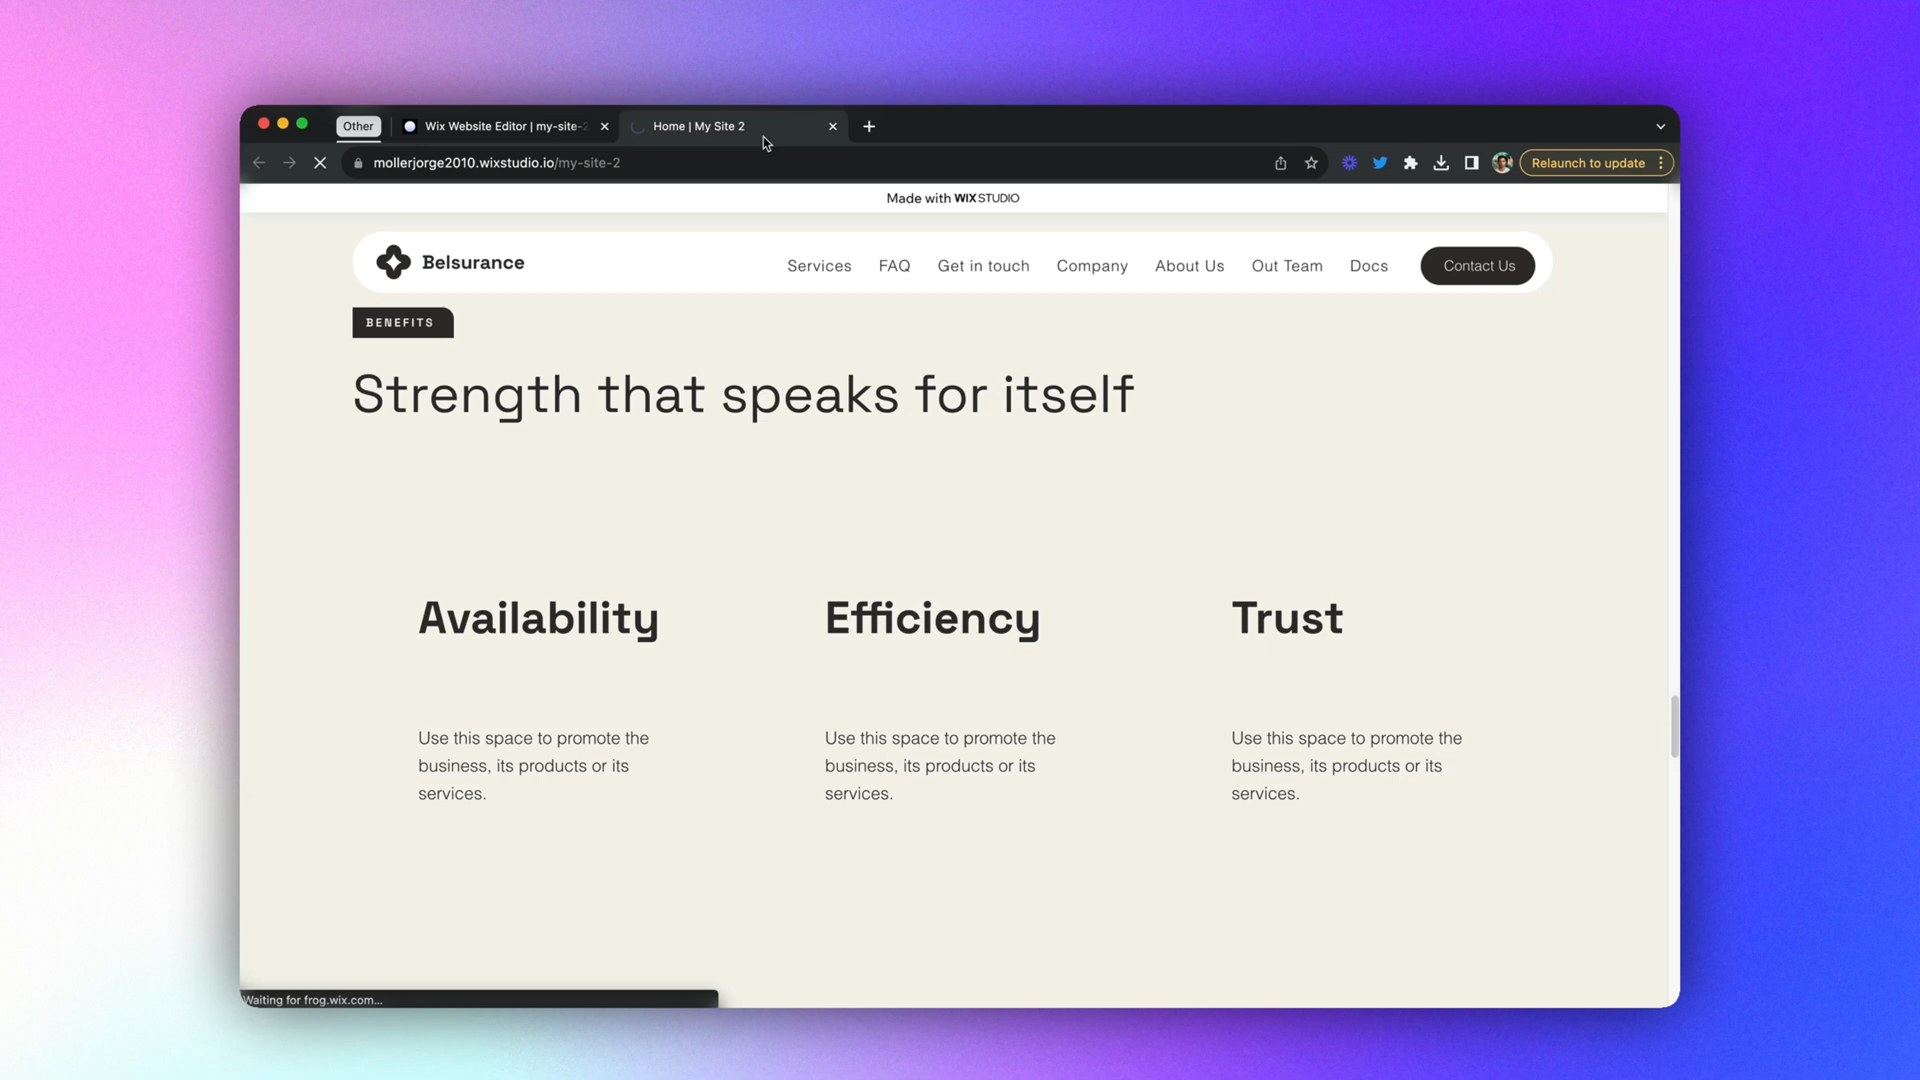 Other
Wix Website Editor | my-site-2
Home | My Site 2
mollerjorge2010.wixstudio.io/my-site-2
Relaunch to update
Made with WIX STUDIO
Belsurance
Services FAQ Get in touch Company About Us Out Team Docs Contact Us
BENEFITS
Strength that speaks for itself
Availability
Efficiency
Trust
Use this space to promote the
business, its products or its
services.
Use this space to promote the
business, its products or its
services.
Use this space to promote the
business, its products or its
services.
Waiting for frog.wix.com...